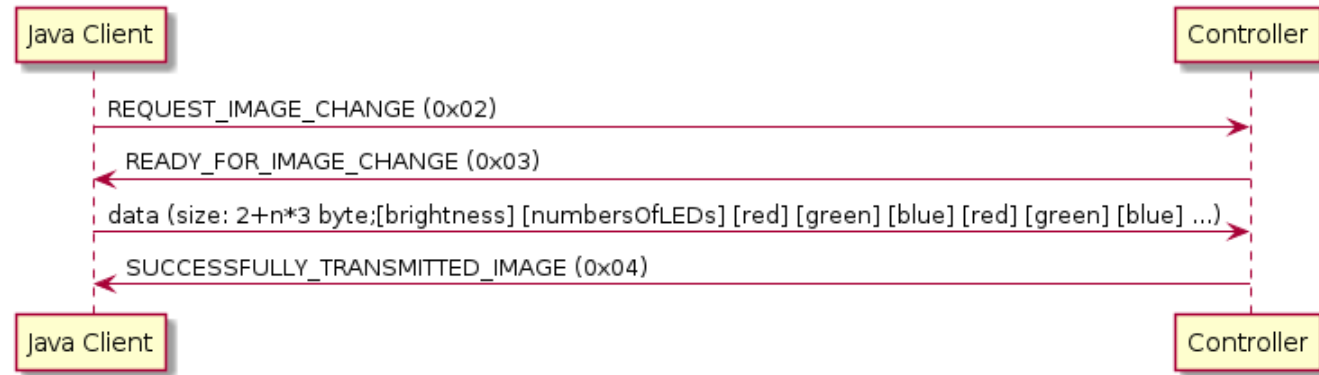 Java Client
Controller
REQUEST_IMAGE_CHANGE (0x02)
READY_FOR_IMAGE_CHANGE (0x03)
data (size: 2+n*3 byte;[brightness] [numbersOfLEDs] [red] [green] [blue] [red] [green] [blue] ...)
SUCCESSFULLY_TRANSMITTED_IMAGE (0x04)
Java Client
Controller